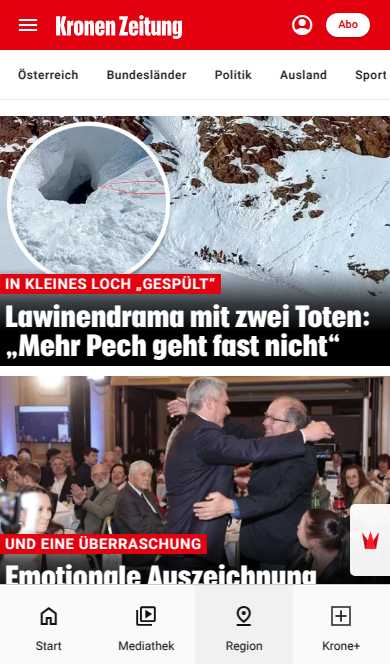 Kronen Zeitung
Abo
Österreich Bundesländer Politik Ausland Sport
IN KLEINES LOCH „GESPÜLT“
Lawinendrama mit zwei Toten:
„Mehr Pech geht fast nicht“
UND EINE ÜBERRASCHUNG
Emotionale Auszeichnung
Start Mediathek Region Krone+